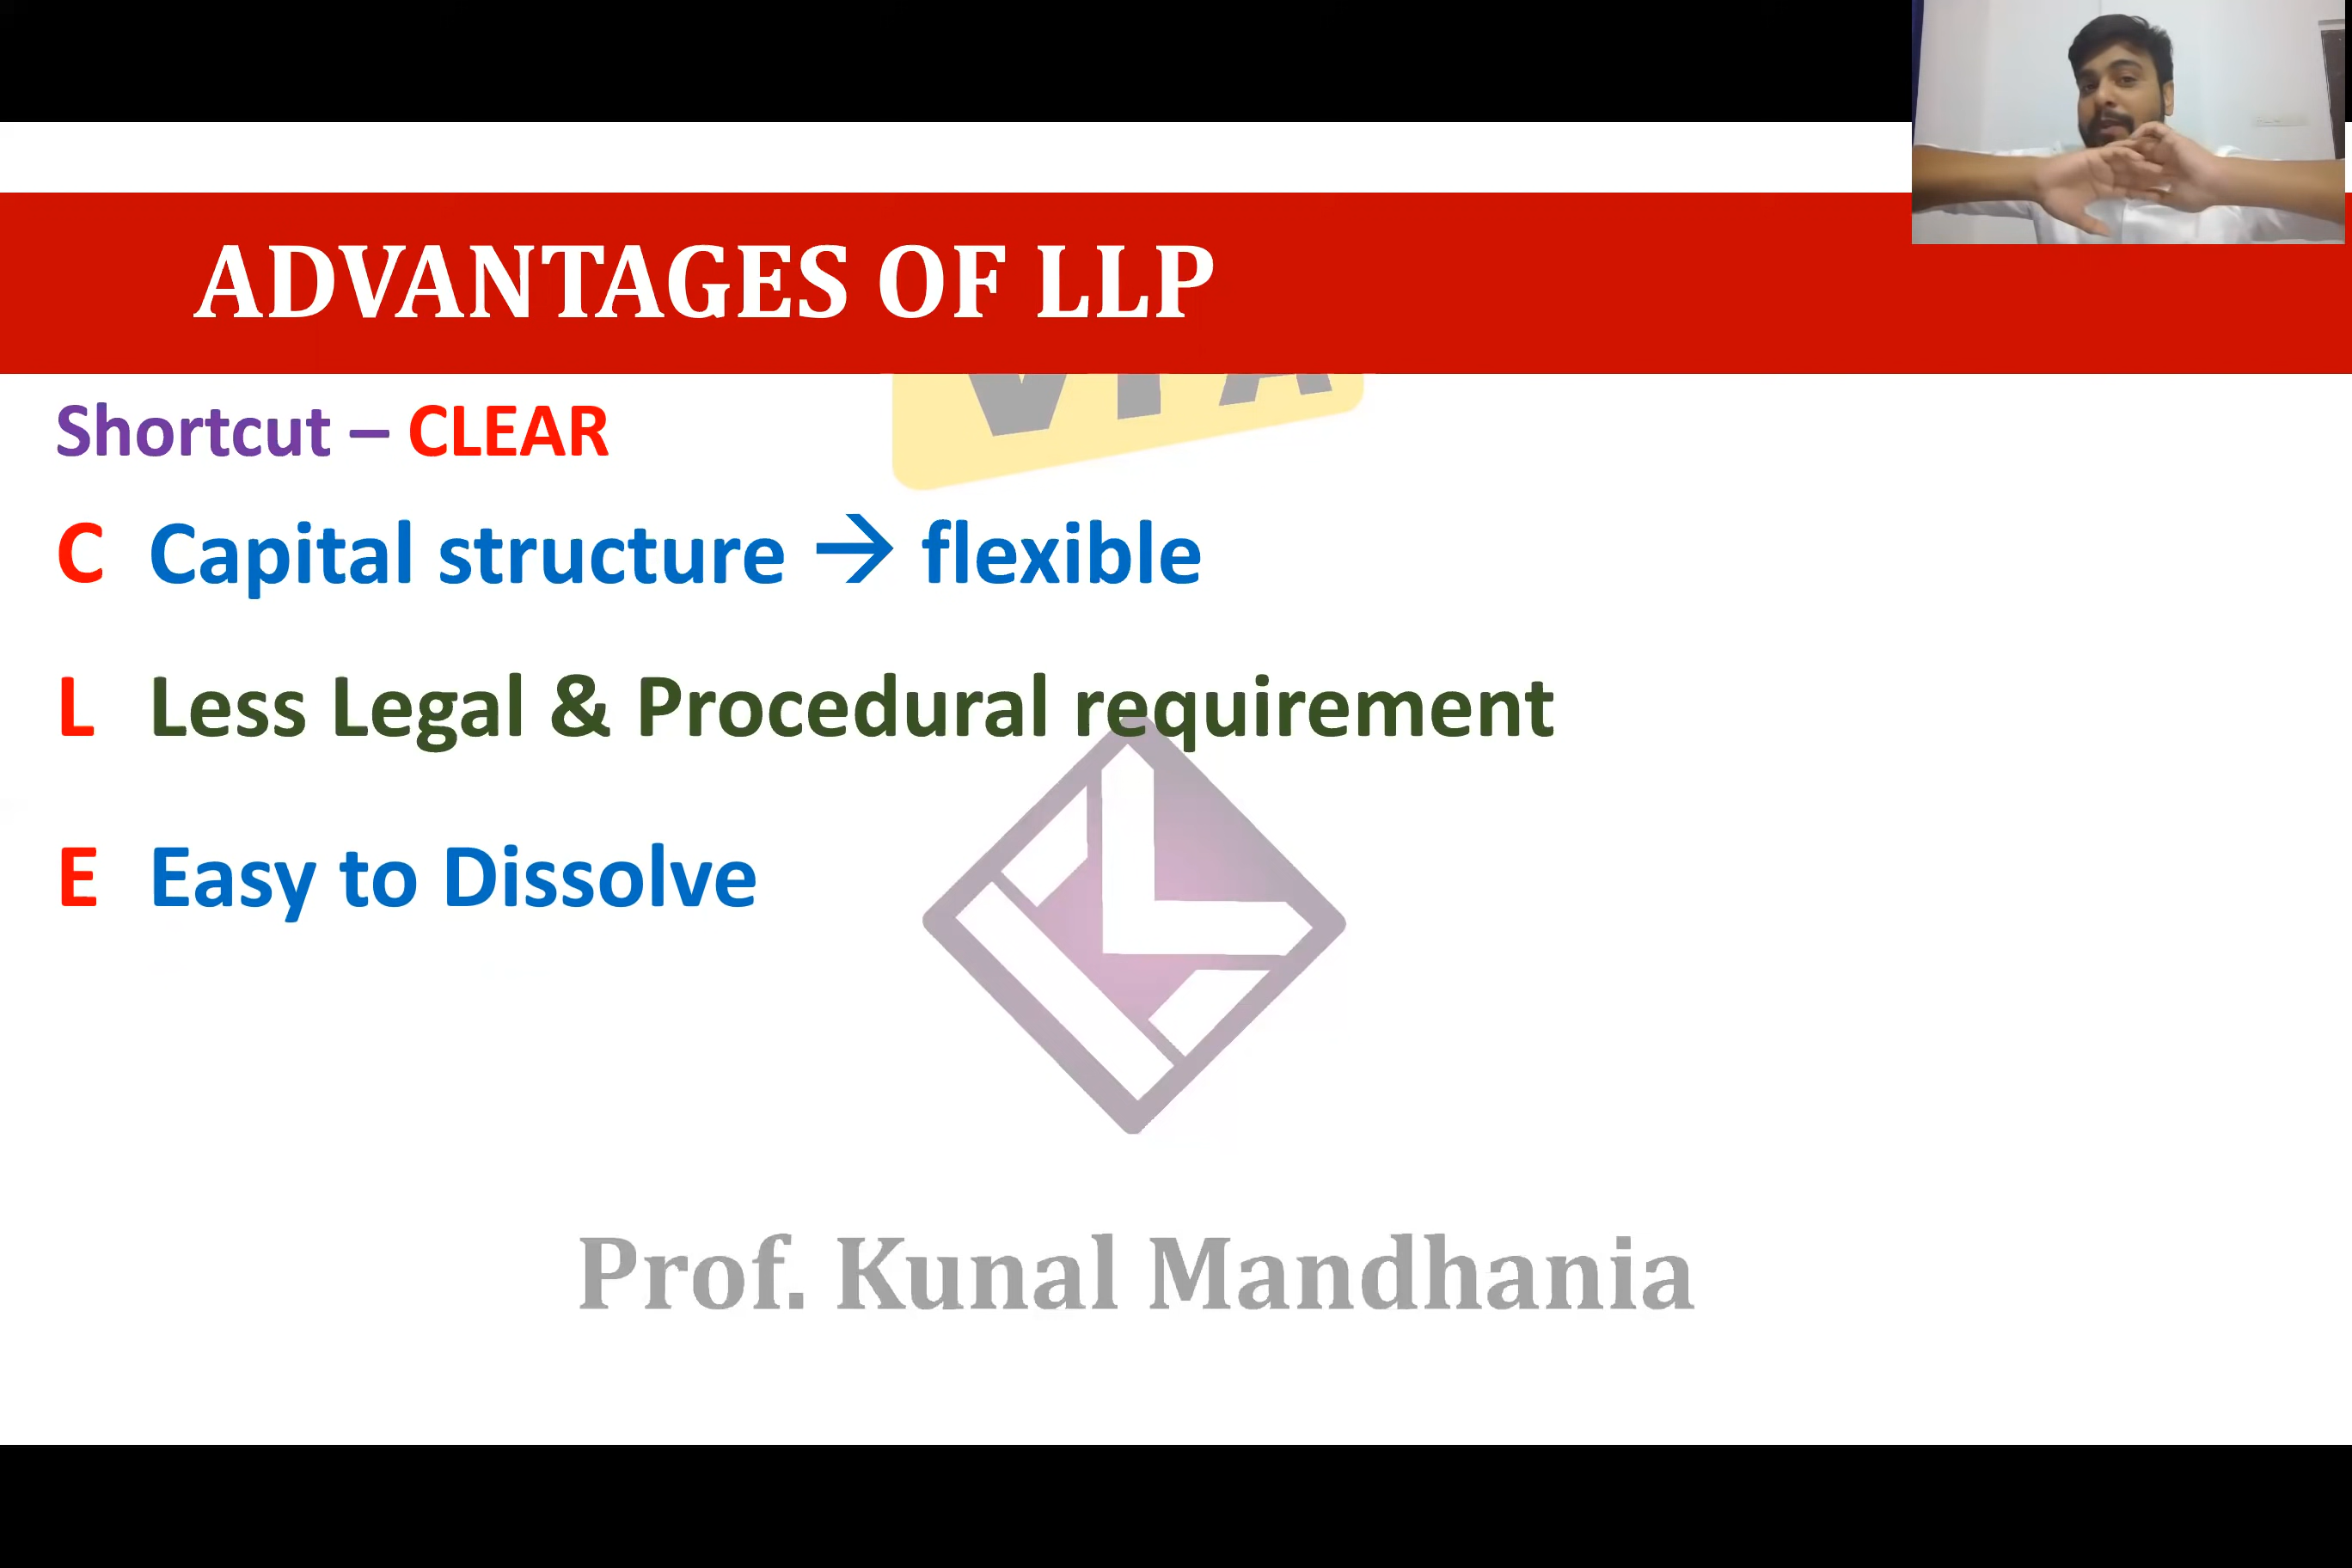 ADVANTAGES OF LLP
Shortcut – CLEAR
C Capital structure → flexible
L Less Legal & Procedural requirement
E Easy to Dissolve
Prof. Kunal Mandhania